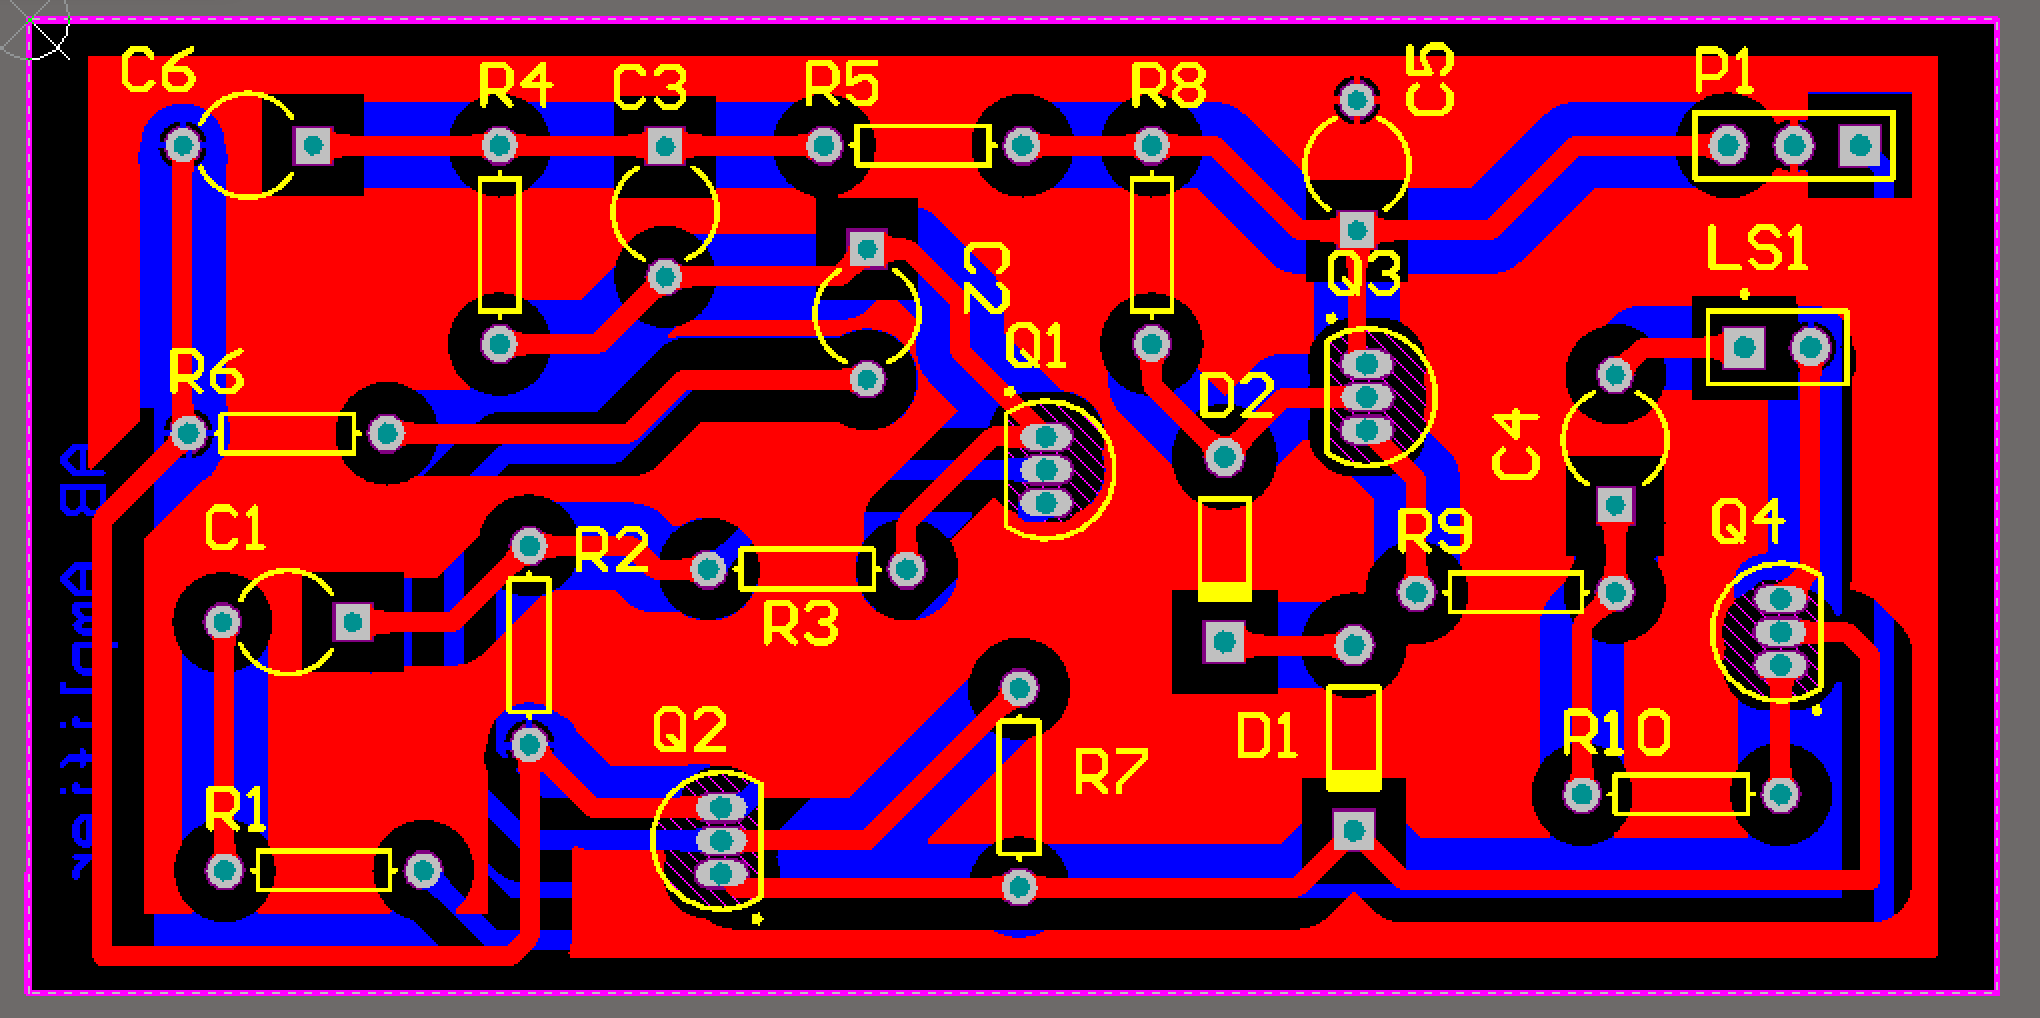 C6
R4
C3
R5
R8
C5
P1
C2
Q3
LS1
Q1
R6
D2
C4
AB Amplifier
C1
R2
R9
Q4
R3
Q2
R7
D1
R10
R1